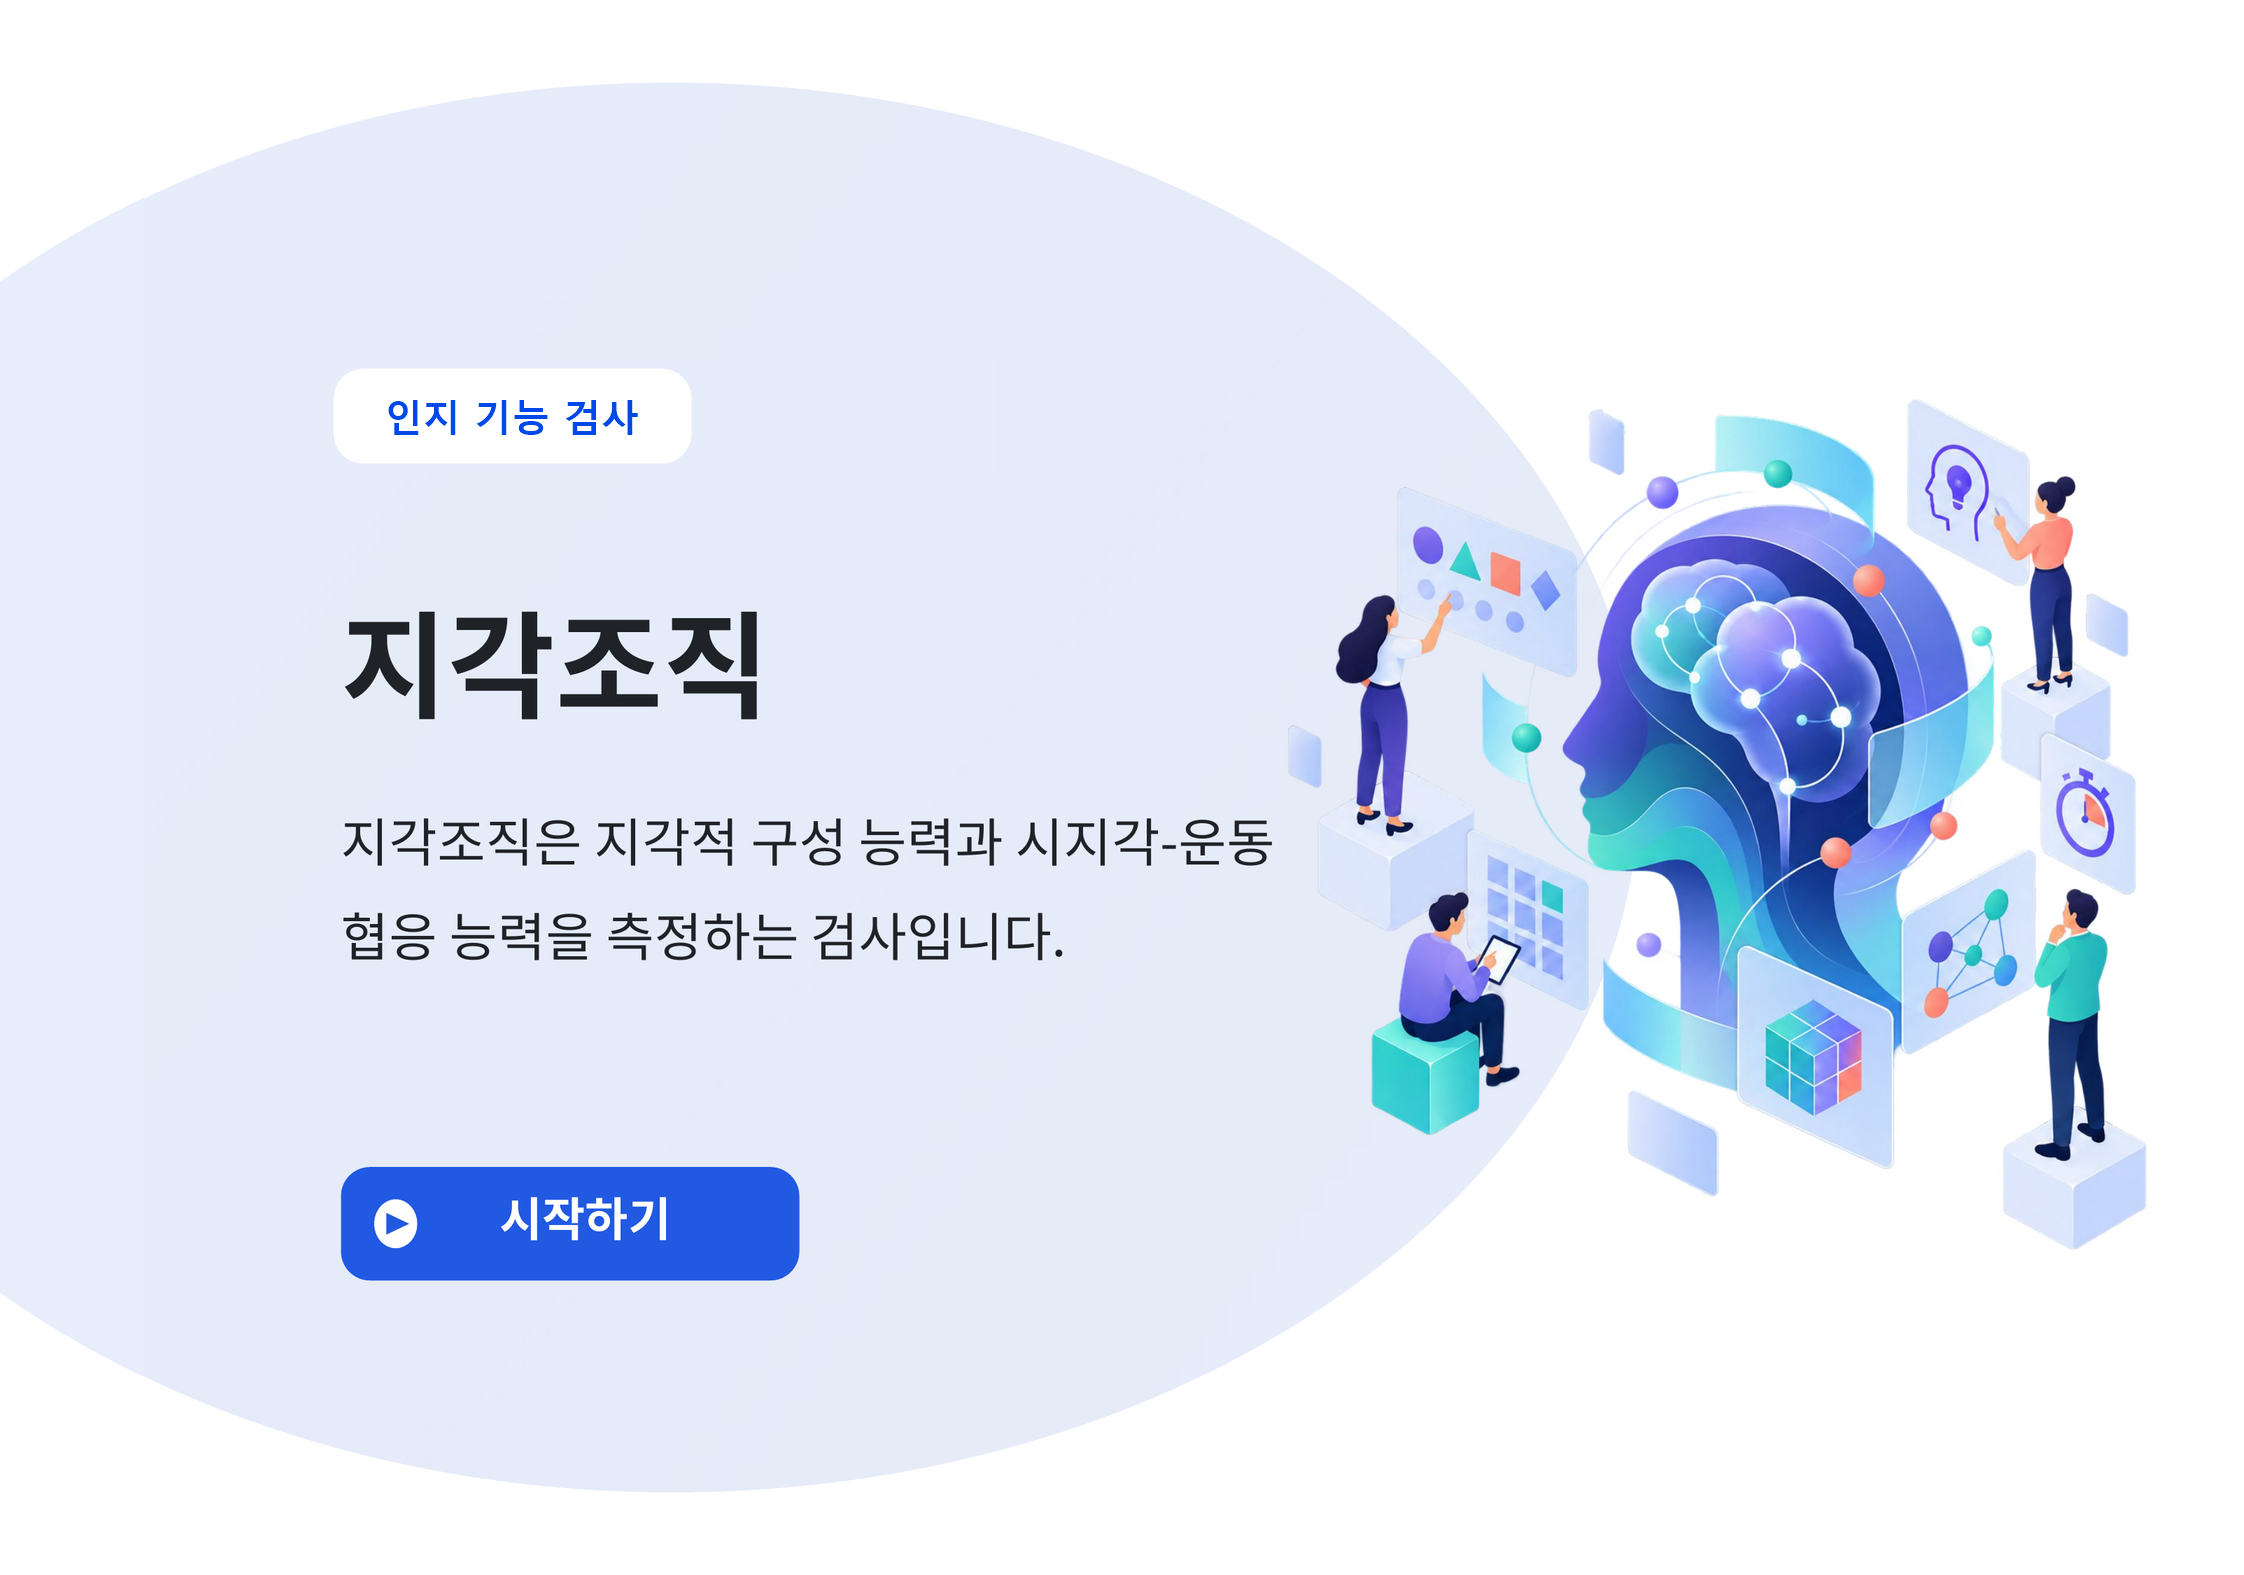 인지 기능 검사
지각조직
지각조직은 지각적 구성 능력과 시지각-운동
협응 능력을 측정하는 검사입니다.
시작하기